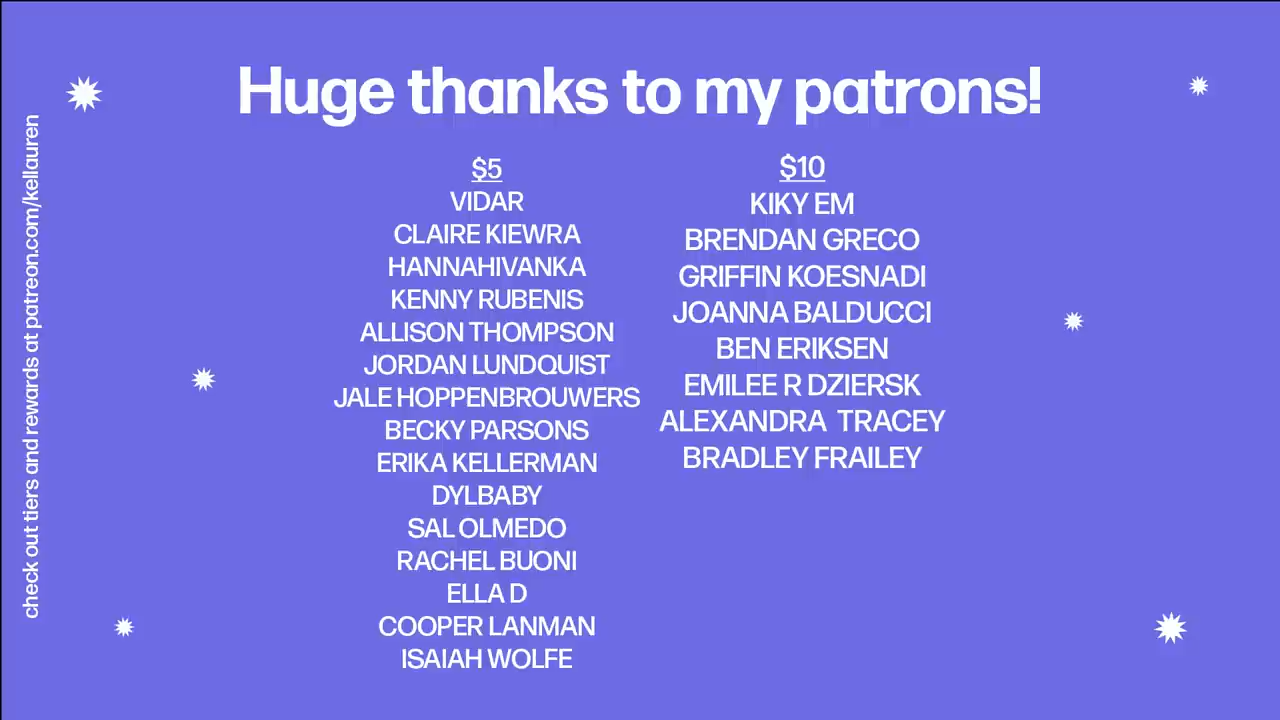 Huge thanks to my patrons!
check out tiers and rewards at patreon.com/kellauren
$5
VIDAR
CLAIRE KIEWRA
HANNAHIVANKA
KENNY RUBENIS
ALLISON THOMPSON
JORDAN LUNDQUIST
JALE HOPPENBROUWERS
BECKY PARSONS
ERIKA KELLERMAN
DYLBABY
SAL OLMEDO
RACHEL BUONI
ELLA D
COOPER LANMAN
ISAIAH WOLFE
$10
KIKY EM
BRENDAN GRECO
GRIFFIN KOESNADI
JOANNA BALDUCCI
BEN ERIKSEN
EMILEE R DZIERSK
ALEXANDRA  TRACEY
BRADLEY FRAILEY